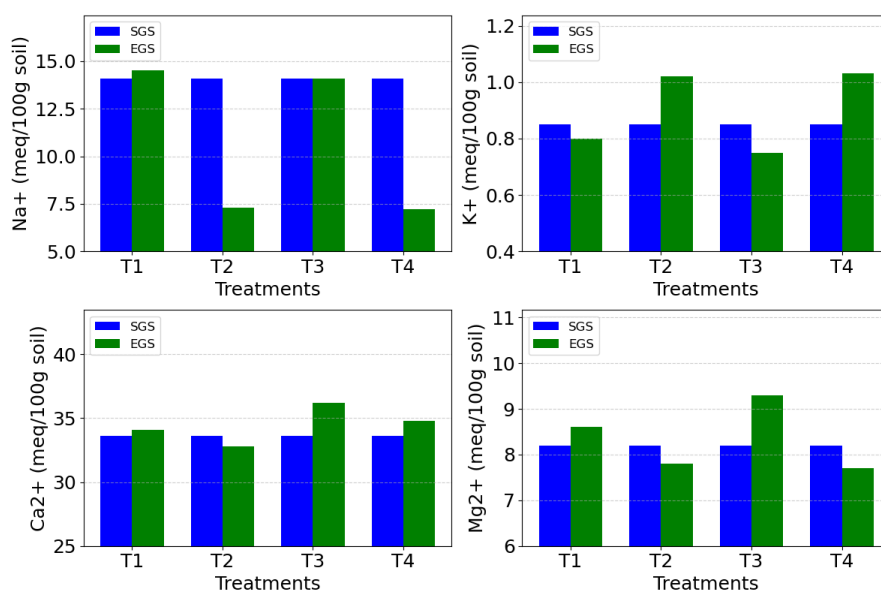 SGS
EGS
Na+ (meq/100g soil)
15.0
12.5
10.0
7.5
5.0
T1 T2 T3 T4
Treatments
SGS
EGS
K+ (meq/100g soil)
1.2
1.0
0.8
0.6
0.4
T1 T2 T3 T4
Treatments
SGS
EGS
Ca2+ (meq/100g soil)
40
35
30
25
T1 T2 T3 T4
Treatments
SGS
EGS
Mg2+ (meq/100g soil)
11
10
9
8
7
6
T1 T2 T3 T4
Treatments